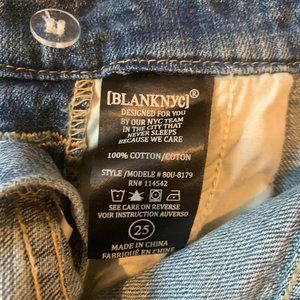 [BLANKNYC]®
DESIGNED FOR YOU
BY OUR NYC TEAM
IN THE CITY THAT
NEVER SLEEPS
BECAUSE WE CARE
100% COTTON/COTON
STYLE/MODELE # 80U-8179
RN# 114542
SEE CARE ON REVERSE
VOIR INSTRUCTION AUVERSO
25
MADE IN CHINA
FABRIQUÉ EN CHINE